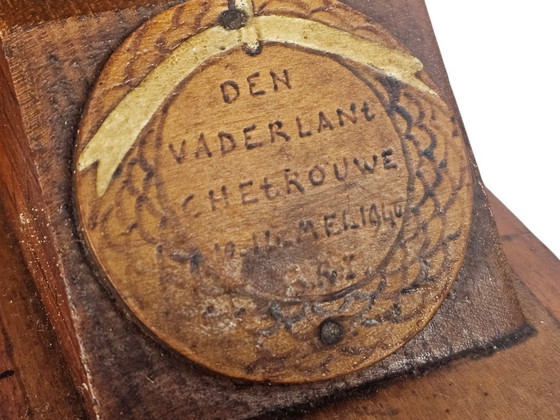 DEN
VADERLANt
GHEtROUWE
10-14 MEI.1940